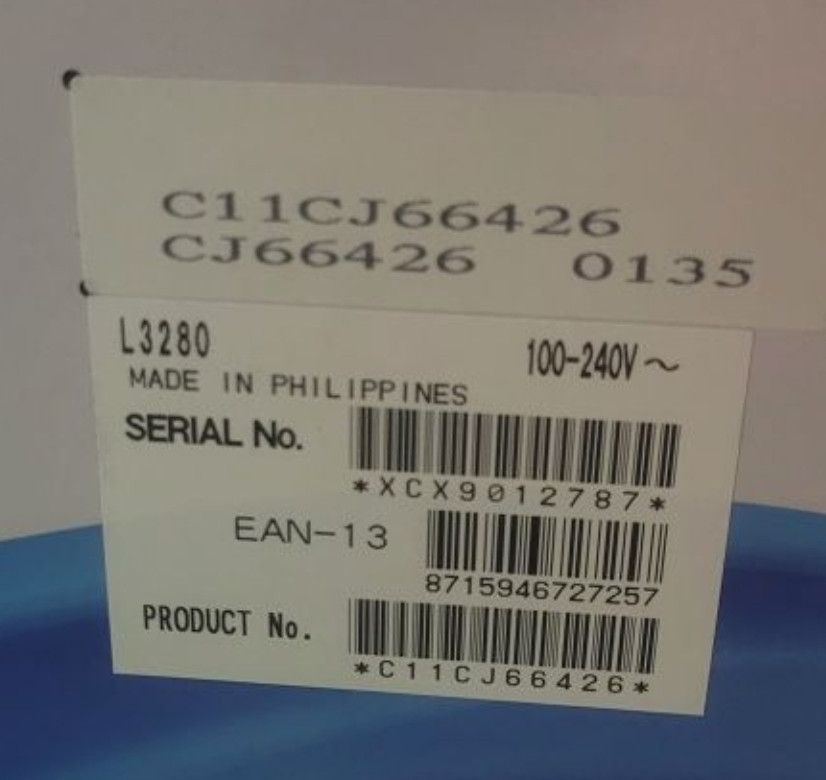 C11CJ66426
CJ66426 0135
L3280 100-240V～
MADE IN PHILIPPINES
SERIAL No.
*XCX9012787*
EAN-13
8715946727257
PRODUCT No.
*C11CJ66426*